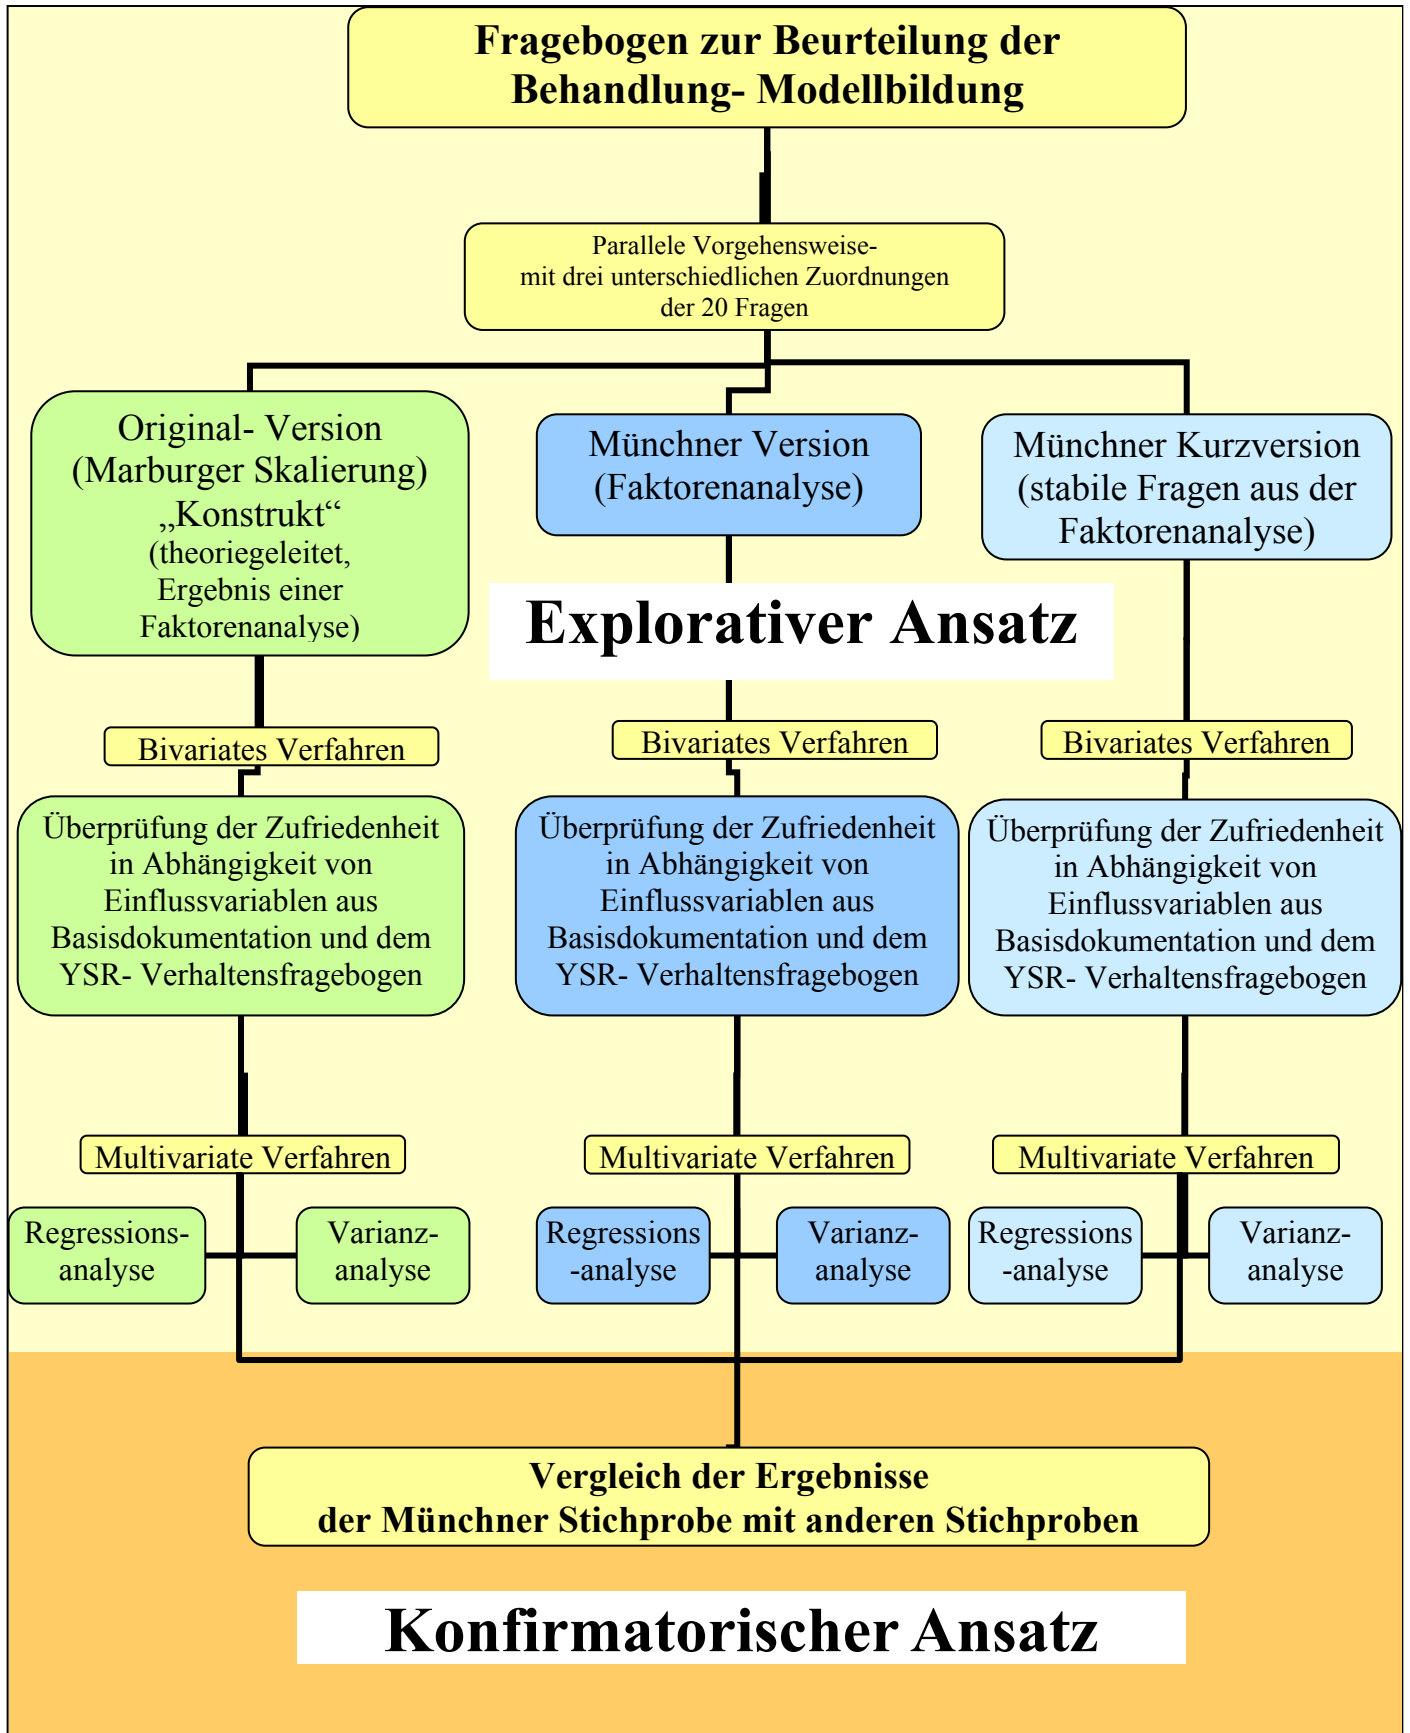 Fragebogen zur Beurteilung der
Behandlung- Modellbildung
Parallele Vorgehensweise-
mit drei unterschiedlichen Zuordnungen
der 20 Fragen
Original- Version
(Marburger Skalierung)
„Konstrukt“
(theoriegeleitet,
Ergebnis einer
Faktorenanalyse)
Münchner Version
(Faktorenanalyse)
Münchner Kurzversion
(stabile Fragen aus der
Faktorenanalyse)
Explorativer Ansatz
Bivariates Verfahren
Bivariates Verfahren
Bivariates Verfahren
Überprüfung der Zufriedenheit
in Abhängigkeit von
Einflussvariablen aus
Basisdokumentation und dem
YSR- Verhaltensfragebogen
Überprüfung der Zufriedenheit
in Abhängigkeit von
Einflussvariablen aus
Basisdokumentation und dem
YSR- Verhaltensfragebogen
Überprüfung der Zufriedenheit
in Abhängigkeit von
Einflussvariablen aus
Basisdokumentation und dem
YSR- Verhaltensfragebogen
Multivariate Verfahren
Multivariate Verfahren
Multivariate Verfahren
Regressions-
analyse
Varianz-
analyse
Regressions
-analyse
Varianz-
analyse
Regressions
-analyse
Varianz-
analyse
Vergleich der Ergebnisse
der Münchner Stichprobe mit anderen Stichproben
Konfirmatorischer Ansatz